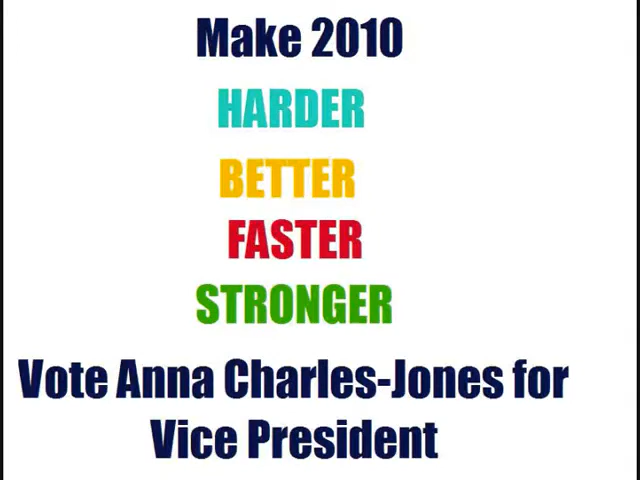 Make 2010
HARDER
BETTER
FASTER
STRONGER
Vote Anna Charles-Jones for
Vice President